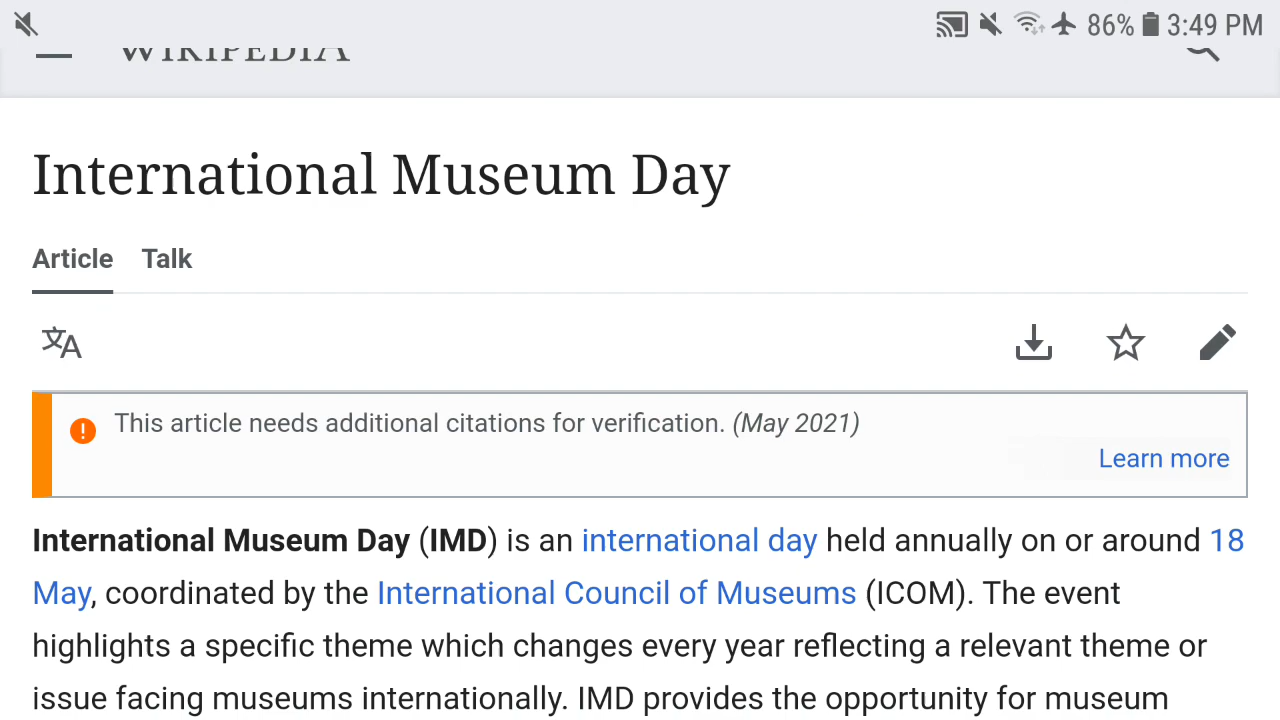 86% 3:49 PM
WIKIPEDIA
International Museum Day
Article Talk
文A
This article needs additional citations for verification. (May 2021)
Learn more
International Museum Day (IMD) is an international day held annually on or around 18
May, coordinated by the International Council of Museums (ICOM). The event
highlights a specific theme which changes every year reflecting a relevant theme or
issue facing museums internationally. IMD provides the opportunity for museum